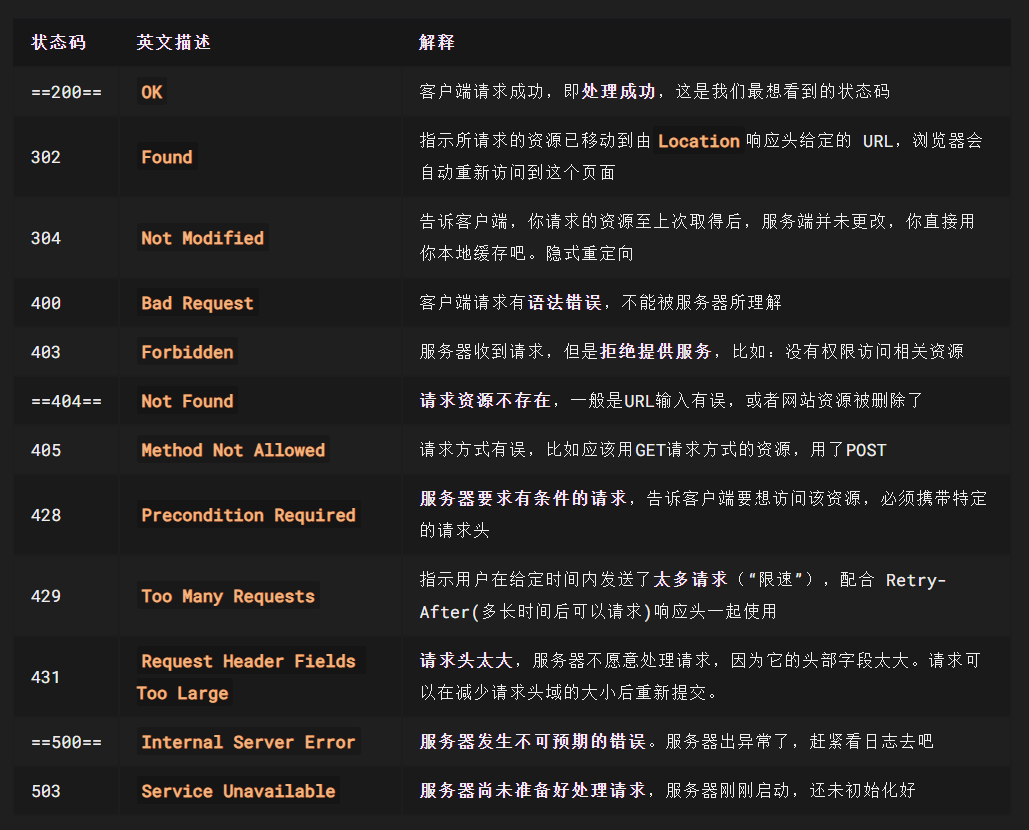 状态码 英文描述 解释
==200== OK 客户端请求成功，即处理成功，这是我们最想看到的状态码
302 Found 指示所请求的资源已移动到由 Location 响应头给定的 URL，浏览器会
自动重新访问到这个页面
304 Not Modified 告诉客户端，你请求的资源至上次取得后，服务端并未更改，你直接用
你本地缓存吧。隐式重定向
400 Bad Request 客户端请求有语法错误，不能被服务器所理解
403 Forbidden 服务器收到请求，但是拒绝提供服务，比如：没有权限访问相关资源
==404== Not Found 请求资源不存在，一般是URL输入有误，或者网站资源被删除了
405 Method Not Allowed 请求方式有误，比如应该用GET请求方式的资源，用了POST
428 Precondition Required 服务器要求有条件的请求，告诉客户端要想访问该资源，必须携带特定
的请求头
429 Too Many Requests 指示用户在给定时间内发送了太多请求（“限速”），配合 Retry-
After(多长时间后可以请求)响应头一起使用
431 Request Header Fields 请求头太大，服务器不愿意处理请求，因为它的头部字段太大。请求可
Too Large 以在减少请求头域的大小后重新提交。
==500== Internal Server Error 服务器发生不可预期的错误。服务器出异常了，赶紧看日志去吧
503 Service Unavailable 服务器尚未准备好处理请求，服务器刚刚启动，还未初始化好